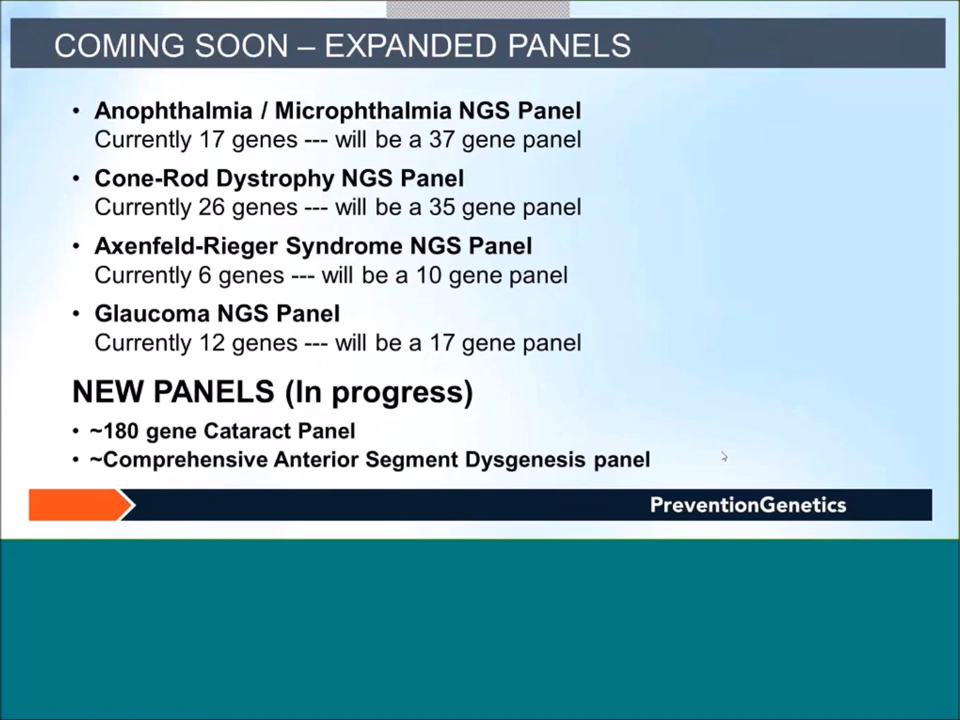 COMING SOON – EXPANDED PANELS
• Anophthalmia / Microphthalmia NGS Panel
Currently 17 genes --- will be a 37 gene panel
• Cone-Rod Dystrophy NGS Panel
Currently 26 genes --- will be a 35 gene panel
• Axenfeld-Rieger Syndrome NGS Panel
Currently 6 genes --- will be a 10 gene panel
• Glaucoma NGS Panel
Currently 12 genes --- will be a 17 gene panel
NEW PANELS (In progress)
• ~180 gene Cataract Panel
• ~Comprehensive Anterior Segment Dysgenesis panel
PreventionGenetics